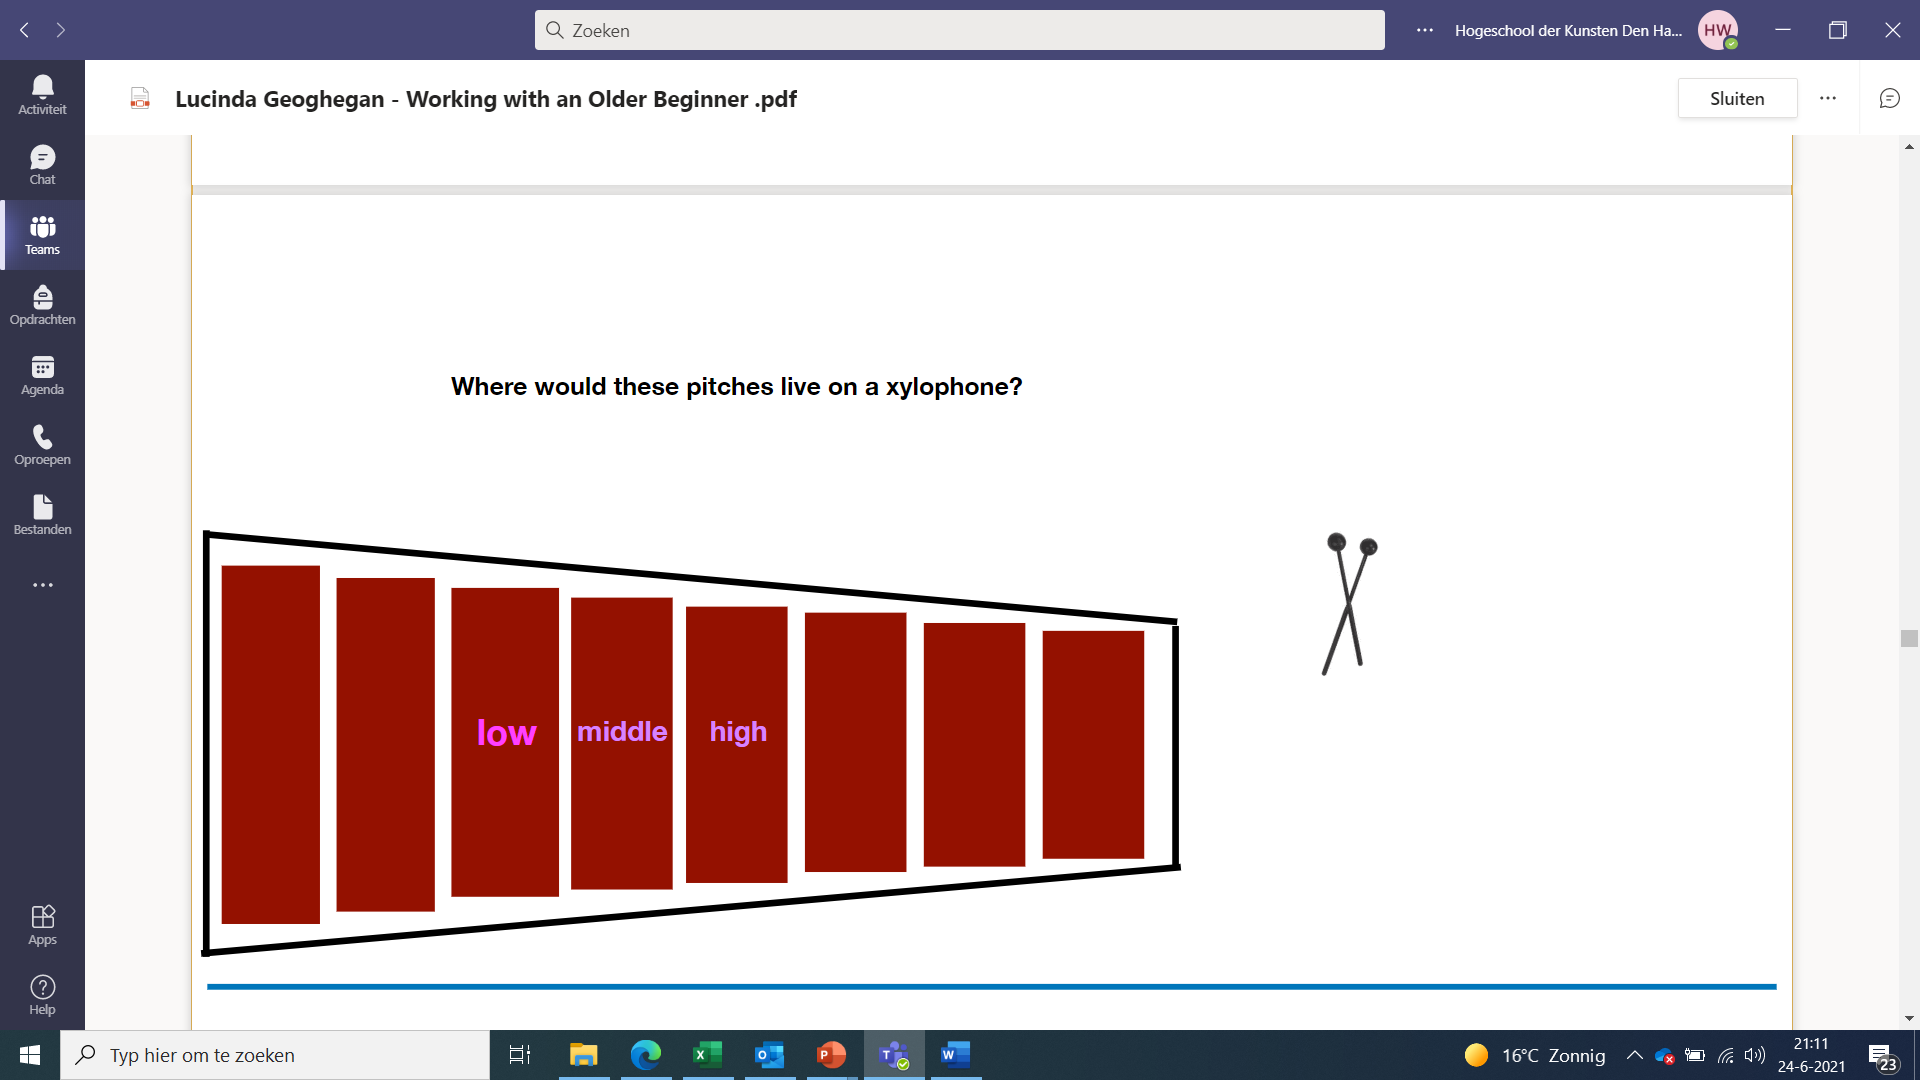 Zoeken
Hogeschool der Kunsten Den Ha...
HW
Activiteit
Chat
Teams
Opdrachten
Agenda
Oproepen
Bestanden
Apps
Help
Lucinda Geoghegan - Working with an Older Beginner .pdf
Sluiten
Where would these pitches live on a xylophone?
low middle high
Typ hier om te zoeken
16°C Zonnig
21:11
24-6-2021
23